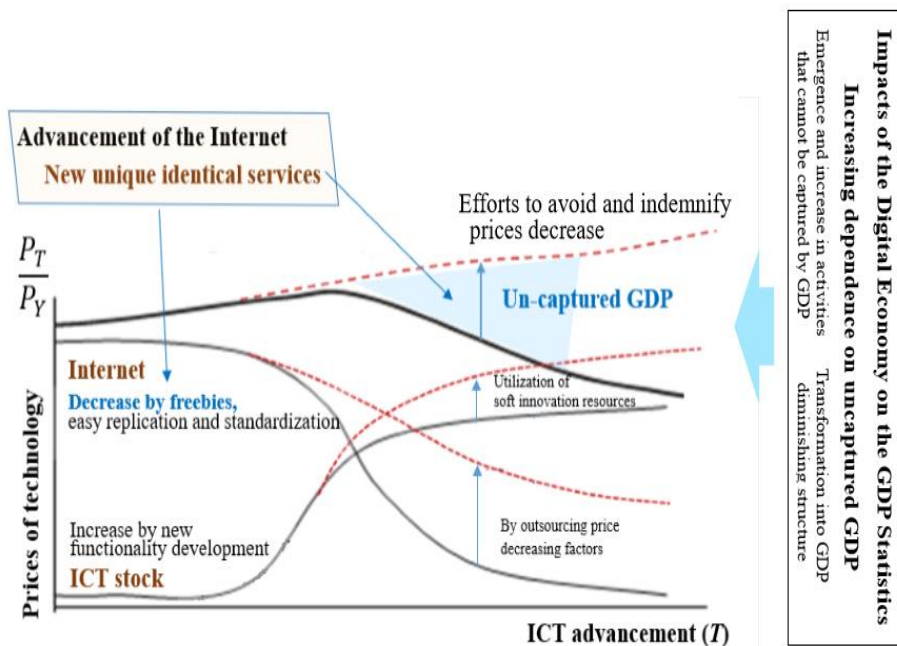 Advancement of the Internet
New unique identical services
Efforts to avoid and indemnify
prices decrease
P_T
P_Y
Un-captured GDP
Internet
Decrease by freebies,
easy replication and standardization
Utilization of
soft innovation resources
Increase by new
functionality development
ICT stock
By outsourcing price
decreasing factors
Prices of technology
ICT advancement (T)
Impacts of the Digital Economy on the GDP Statistics
Increasing dependence on uncaptured GDP
Emergence and increase in activities
that cannot be captured by GDP
Transformation into GDP
diminishing structure